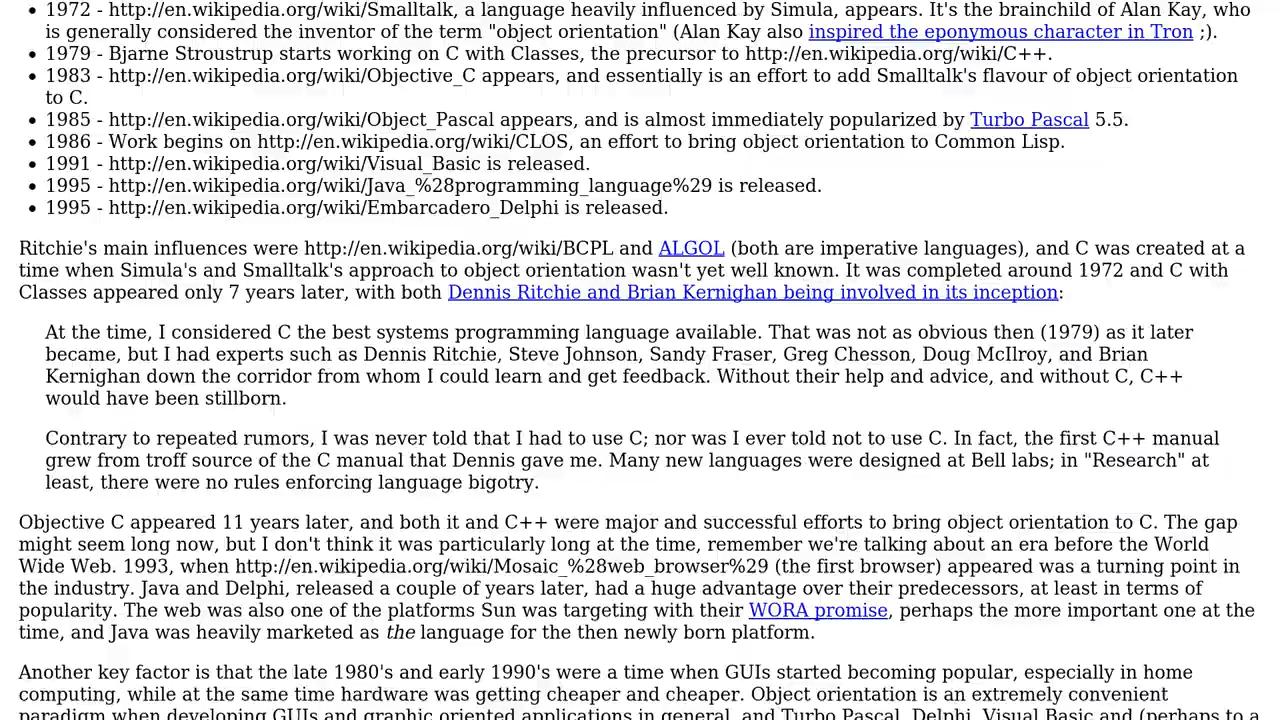 • 1972 - http://en.wikipedia.org/wiki/Smalltalk, a language heavily influenced by Simula, appears. It's the brainchild of Alan Kay, who
is generally considered the inventor of the term "object orientation" (Alan Kay also inspired the eponymous character in Tron ;).
• 1979 - Bjarne Stroustrup starts working on C with Classes, the precursor to http://en.wikipedia.org/wiki/C++.
• 1983 - http://en.wikipedia.org/wiki/Objective_C appears, and essentially is an effort to add Smalltalk's flavour of object orientation
to C.
• 1985 - http://en.wikipedia.org/wiki/Object_Pascal appears, and is almost immediately popularized by Turbo Pascal 5.5.
• 1986 - Work begins on http://en.wikipedia.org/wiki/CLOS, an effort to bring object orientation to Common Lisp.
• 1991 - http://en.wikipedia.org/wiki/Visual_Basic is released.
• 1995 - http://en.wikipedia.org/wiki/Java_%28programming_language%29 is released.
• 1995 - http://en.wikipedia.org/wiki/Embarcadero_Delphi is released.
Ritchie's main influences were http://en.wikipedia.org/wiki/BCPL and ALGOL (both are imperative languages), and C was created at a
time when Simula's and Smalltalk's approach to object orientation wasn't yet well known. It was completed around 1972 and C with
Classes appeared only 7 years later, with both Dennis Ritchie and Brian Kernighan being involved in its inception:
At the time, I considered C the best systems programming language available. That was not as obvious then (1979) as it later
became, but I had experts such as Dennis Ritchie, Steve Johnson, Sandy Fraser, Greg Chesson, Doug McIlroy, and Brian
Kernighan down the corridor from whom I could learn and get feedback. Without their help and advice, and without C, C++
would have been stillborn.
Contrary to repeated rumors, I was never told that I had to use C; nor was I ever told not to use C. In fact, the first C++ manual
grew from troff source of the C manual that Dennis gave me. Many new languages were designed at Bell labs; in "Research" at
least, there were no rules enforcing language bigotry.
Objective C appeared 11 years later, and both it and C++ were major and successful efforts to bring object orientation to C. The gap
might seem long now, but I don't think it was particularly long at the time, remember we're talking about an era before the World
Wide Web. 1993, when http://en.wikipedia.org/wiki/Mosaic_%28web_browser%29 (the first browser) appeared was a turning point in
the industry. Java and Delphi, released a couple of years later, had a huge advantage over their predecessors, at least in terms of
popularity. The web was also one of the platforms Sun was targeting with their WORA promise, perhaps the more important one at the
time, and Java was heavily marketed as the language for the then newly born platform.
Another key factor is that the late 1980's and early 1990's were a time when GUIs started becoming popular, especially in home
computing, while at the same time hardware was getting cheaper and cheaper. Object orientation is an extremely convenient
paradigm when developing GUIs and graphic oriented applications in general, and Turbo Pascal, Delphi, Visual Basic and (perhaps to a